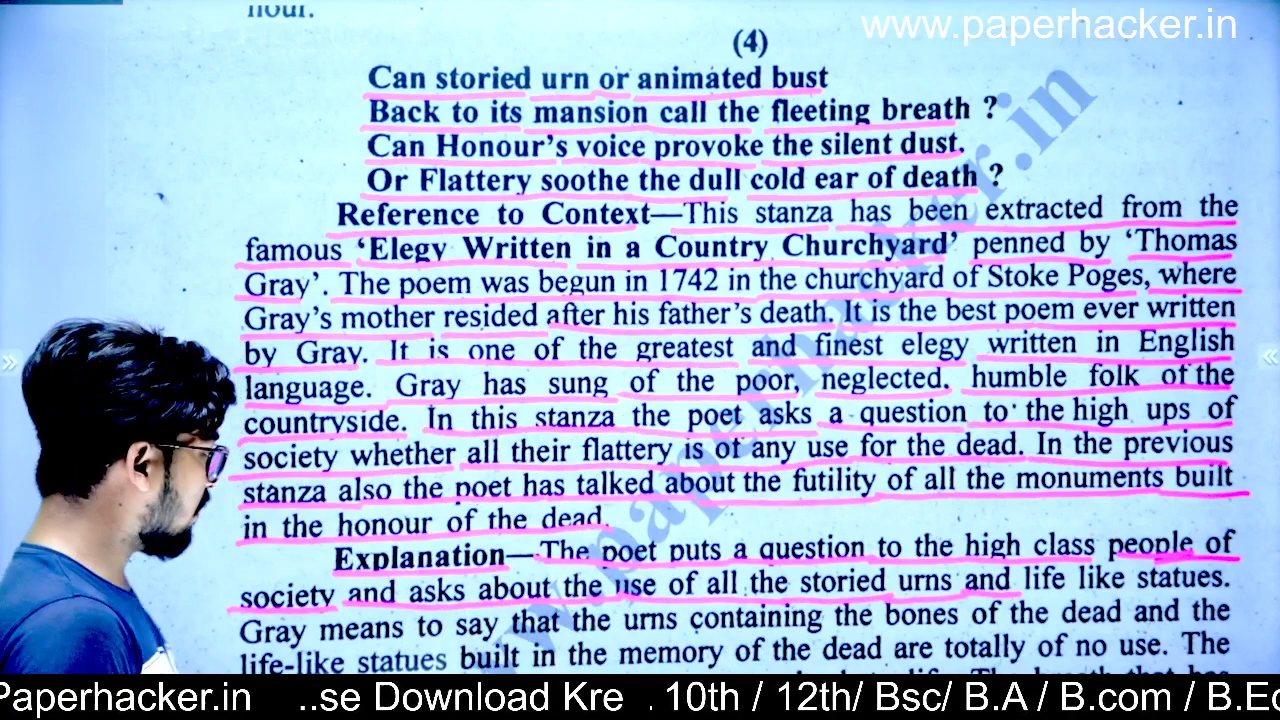 nour.
www.paperhacker.in
(4)
Can storied urn or animated bust
Back to its mansion call the fleeting breath ?
Can Honour's voice provoke the silent dust,
Or Flattery soothe the dull cold ear of death ?
Reference to Context—This stanza has been extracted from the
famous 'Elegy Written in a Country Churchyard' penned by 'Thomas
Gray'. The poem was begun in 1742 in the churchyard of Stoke Poges, where
Gray's mother resided after his father's death. It is the best poem ever written
by Gray. It is one of the greatest and finest elegy written in English
language. Gray has sung of the poor, neglected, humble folk of the
countryside. In this stanza the poet asks a question to the high ups of
society whether all their flattery is of any use for the dead. In the previous
stanza also the poet has talked about the futility of all the monuments built
in the honour of the dead.
Explanation—The poet puts a question to the high class people of
society and asks about the use of all the storied urns and life like statues.
Gray means to say that the urns containing the bones of the dead and the
life-like statues built in the memory of the dead are totally of no use. The
Paperhacker.in ..se Download Kre . 10th / 12th/ Bsc/ B.A / B.com / B.Ed